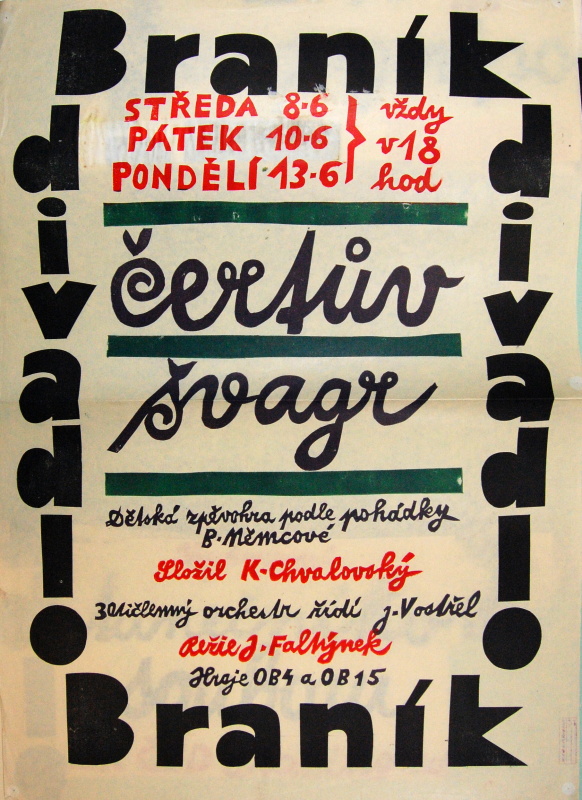 Braník
divadlo
divadlo
STŘEDA 8·6
PÁTEK 10·6
PONDĚLÍ 13·6
vždy
v 18
hod
čertův
švagr
Dětská zpěvohra podle pohádky
B·Němcové
Složil K·Chvalovský
30tičlenný orchestr řídí J·Vostřel
Režie J·Faltýnek
Hraje OB4 a OB15
Braník